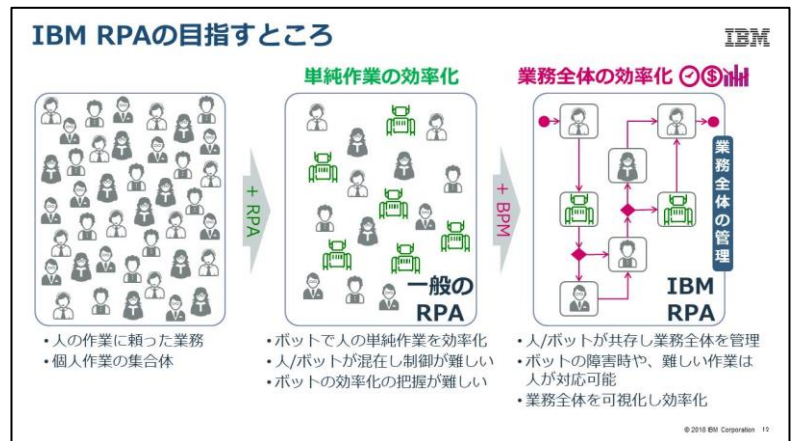 IBM RPAの目指すところ
IBM
単純作業の効率化
業務全体の効率化
+ RPA
+ BPM
業務全体の管理
一般の
RPA
IBM
RPA
•人の作業に頼った業務
•個人作業の集合体
•ボットで人の単純作業を効率化
•人/ボットが混在し制御が難しい
•ボットの効率化の把握が難しい
•人/ボットが共存し業務全体を管理
•ボットの障害時や、難しい作業は
人が対応可能
•業務全体を可視化し効率化
© 2018 IBM Corporation